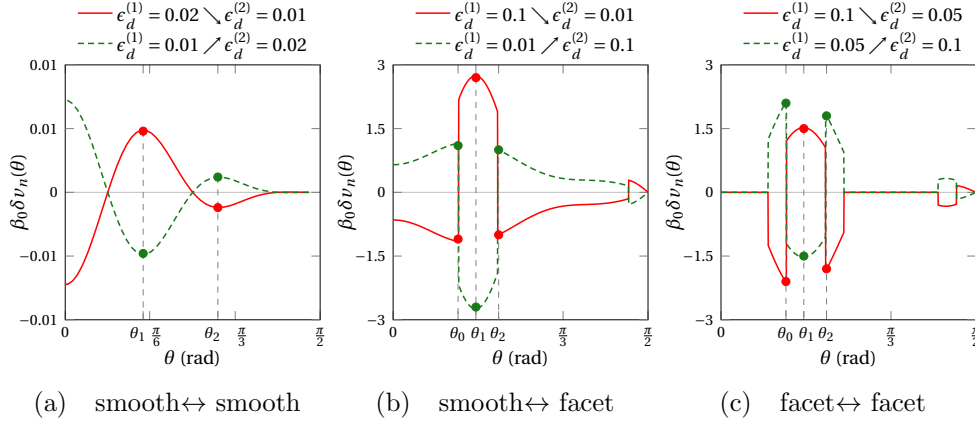 ϵ_d^(1) = 0.02 ↘ ϵ_d^(2) = 0.01
ϵ_d^(1) = 0.01 ↗ ϵ_d^(2) = 0.02
0.01
0.01
0
−0.01
−0.01
β₀δν_n(θ)
0 θ₁ π/6 θ₂ π/3 π/2
θ (rad)
(a) smooth↔ smooth
ϵ_d^(1) = 0.1 ↘ ϵ_d^(2) = 0.01
ϵ_d^(1) = 0.01 ↗ ϵ_d^(2) = 0.1
3
1.5
0
−1.5
−3
β₀δν_n(θ)
0 θ₀ θ₁ θ₂ π/3 π/2
θ (rad)
(b) smooth↔ facet
ϵ_d^(1) = 0.1 ↘ ϵ_d^(2) = 0.05
ϵ_d^(1) = 0.05 ↗ ϵ_d^(2) = 0.1
3
1.5
0
−1.5
−3
β₀δν_n(θ)
0 θ₀ θ₁ θ₂ π/3 π/2
θ (rad)
(c) facet↔ facet